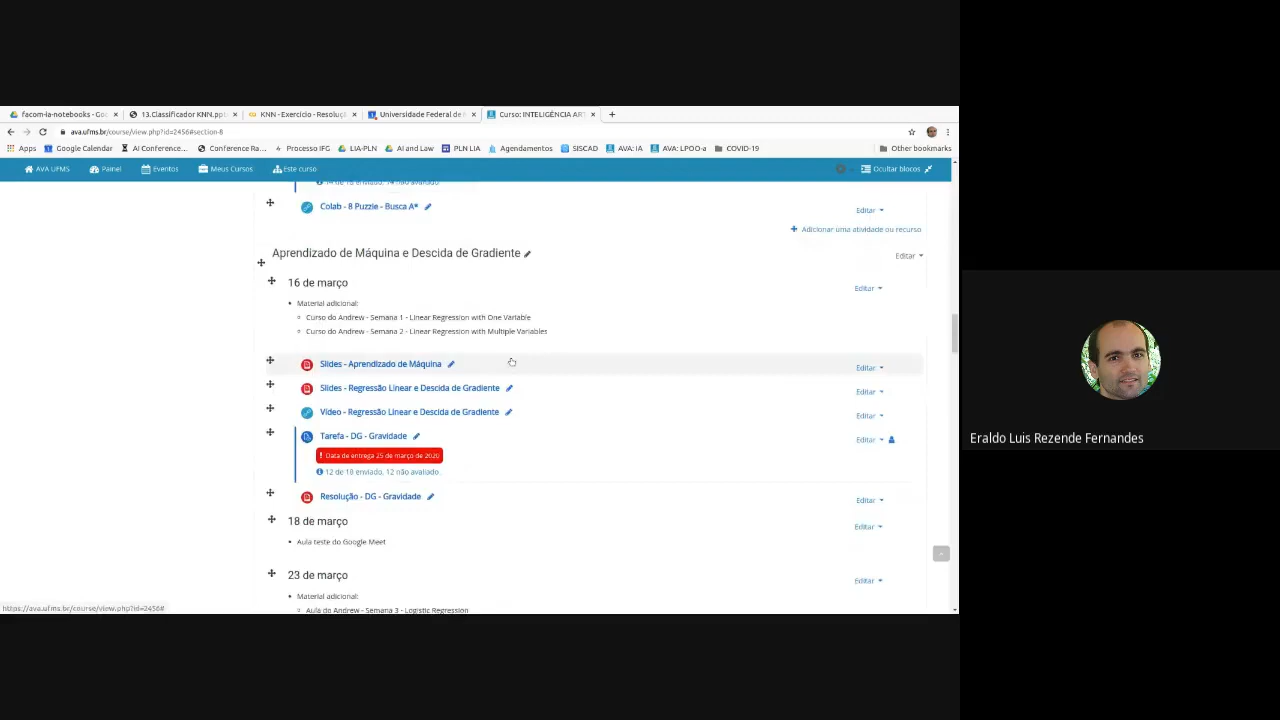 facom-ia-notebooks - Goo
13.Classificador KNN.pptx
KNN - Exercício - Resoluç
Universidade Federal de
Curso: INTELIGÊNCIA ART
ava.ufms.br/course/view.php?id=2456#section-8
Apps
Google Calendar
AI Conference...
Conference Ra...
Processo IFG
LIA-PLN
AI and Law
PLN LIA
Agendamentos
SISCAD
AVA: IA
AVA: LPOO-a
COVID-19
Other bookmarks
AVA UFMS
Painel
Eventos
Meus Cursos
Este curso
Ocultar blocos
Colab - 8 Puzzle - Busca A*
Editar
Adicionar uma atividade ou recurso
Aprendizado de Máquina e Descida de Gradiente
Editar
16 de março
Editar
Material adicional:
Curso do Andrew - Semana 1 - Linear Regression with One Variable
Curso do Andrew - Semana 2 - Linear Regression with Multiple Variables
Slides - Aprendizado de Máquina
Editar
Slides - Regressão Linear e Descida de Gradiente
Editar
Vídeo - Regressão Linear e Descida de Gradiente
Editar
Tarefa - DG - Gravidade
Editar
Data de entrega 25 de março de 2020
12 de 18 enviado, 12 não avaliado
Resolução - DG - Gravidade
Editar
18 de março
Editar
Aula teste do Google Meet
23 de março
Editar
Material adicional:
Aula do Andrew - Semana 3 - Logistic Regression
https://ava.ufms.br/course/view.php?id=2456#
Eraldo Luis Rezende Fernandes